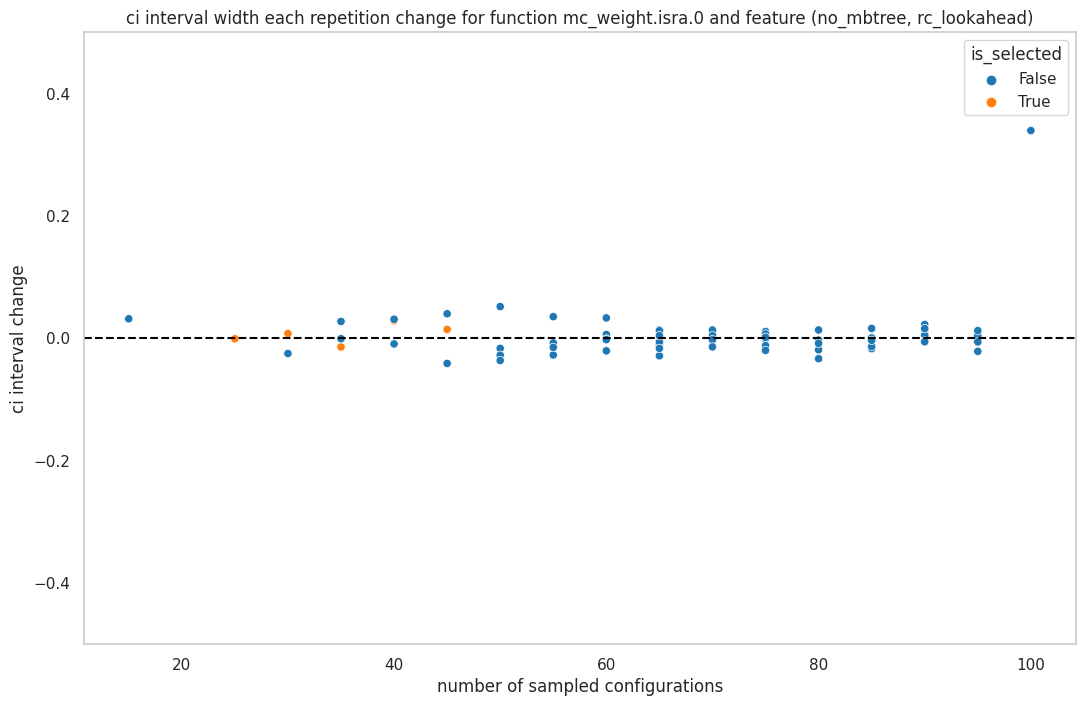 ci interval width each repetition change for function mc_weight.isra.0 and feature (no_mbtree, rc_lookahead)
is_selected
False
True
ci interval change
0.4
0.2
0.0
−0.2
−0.4
20
40
60
80
100
number of sampled configurations